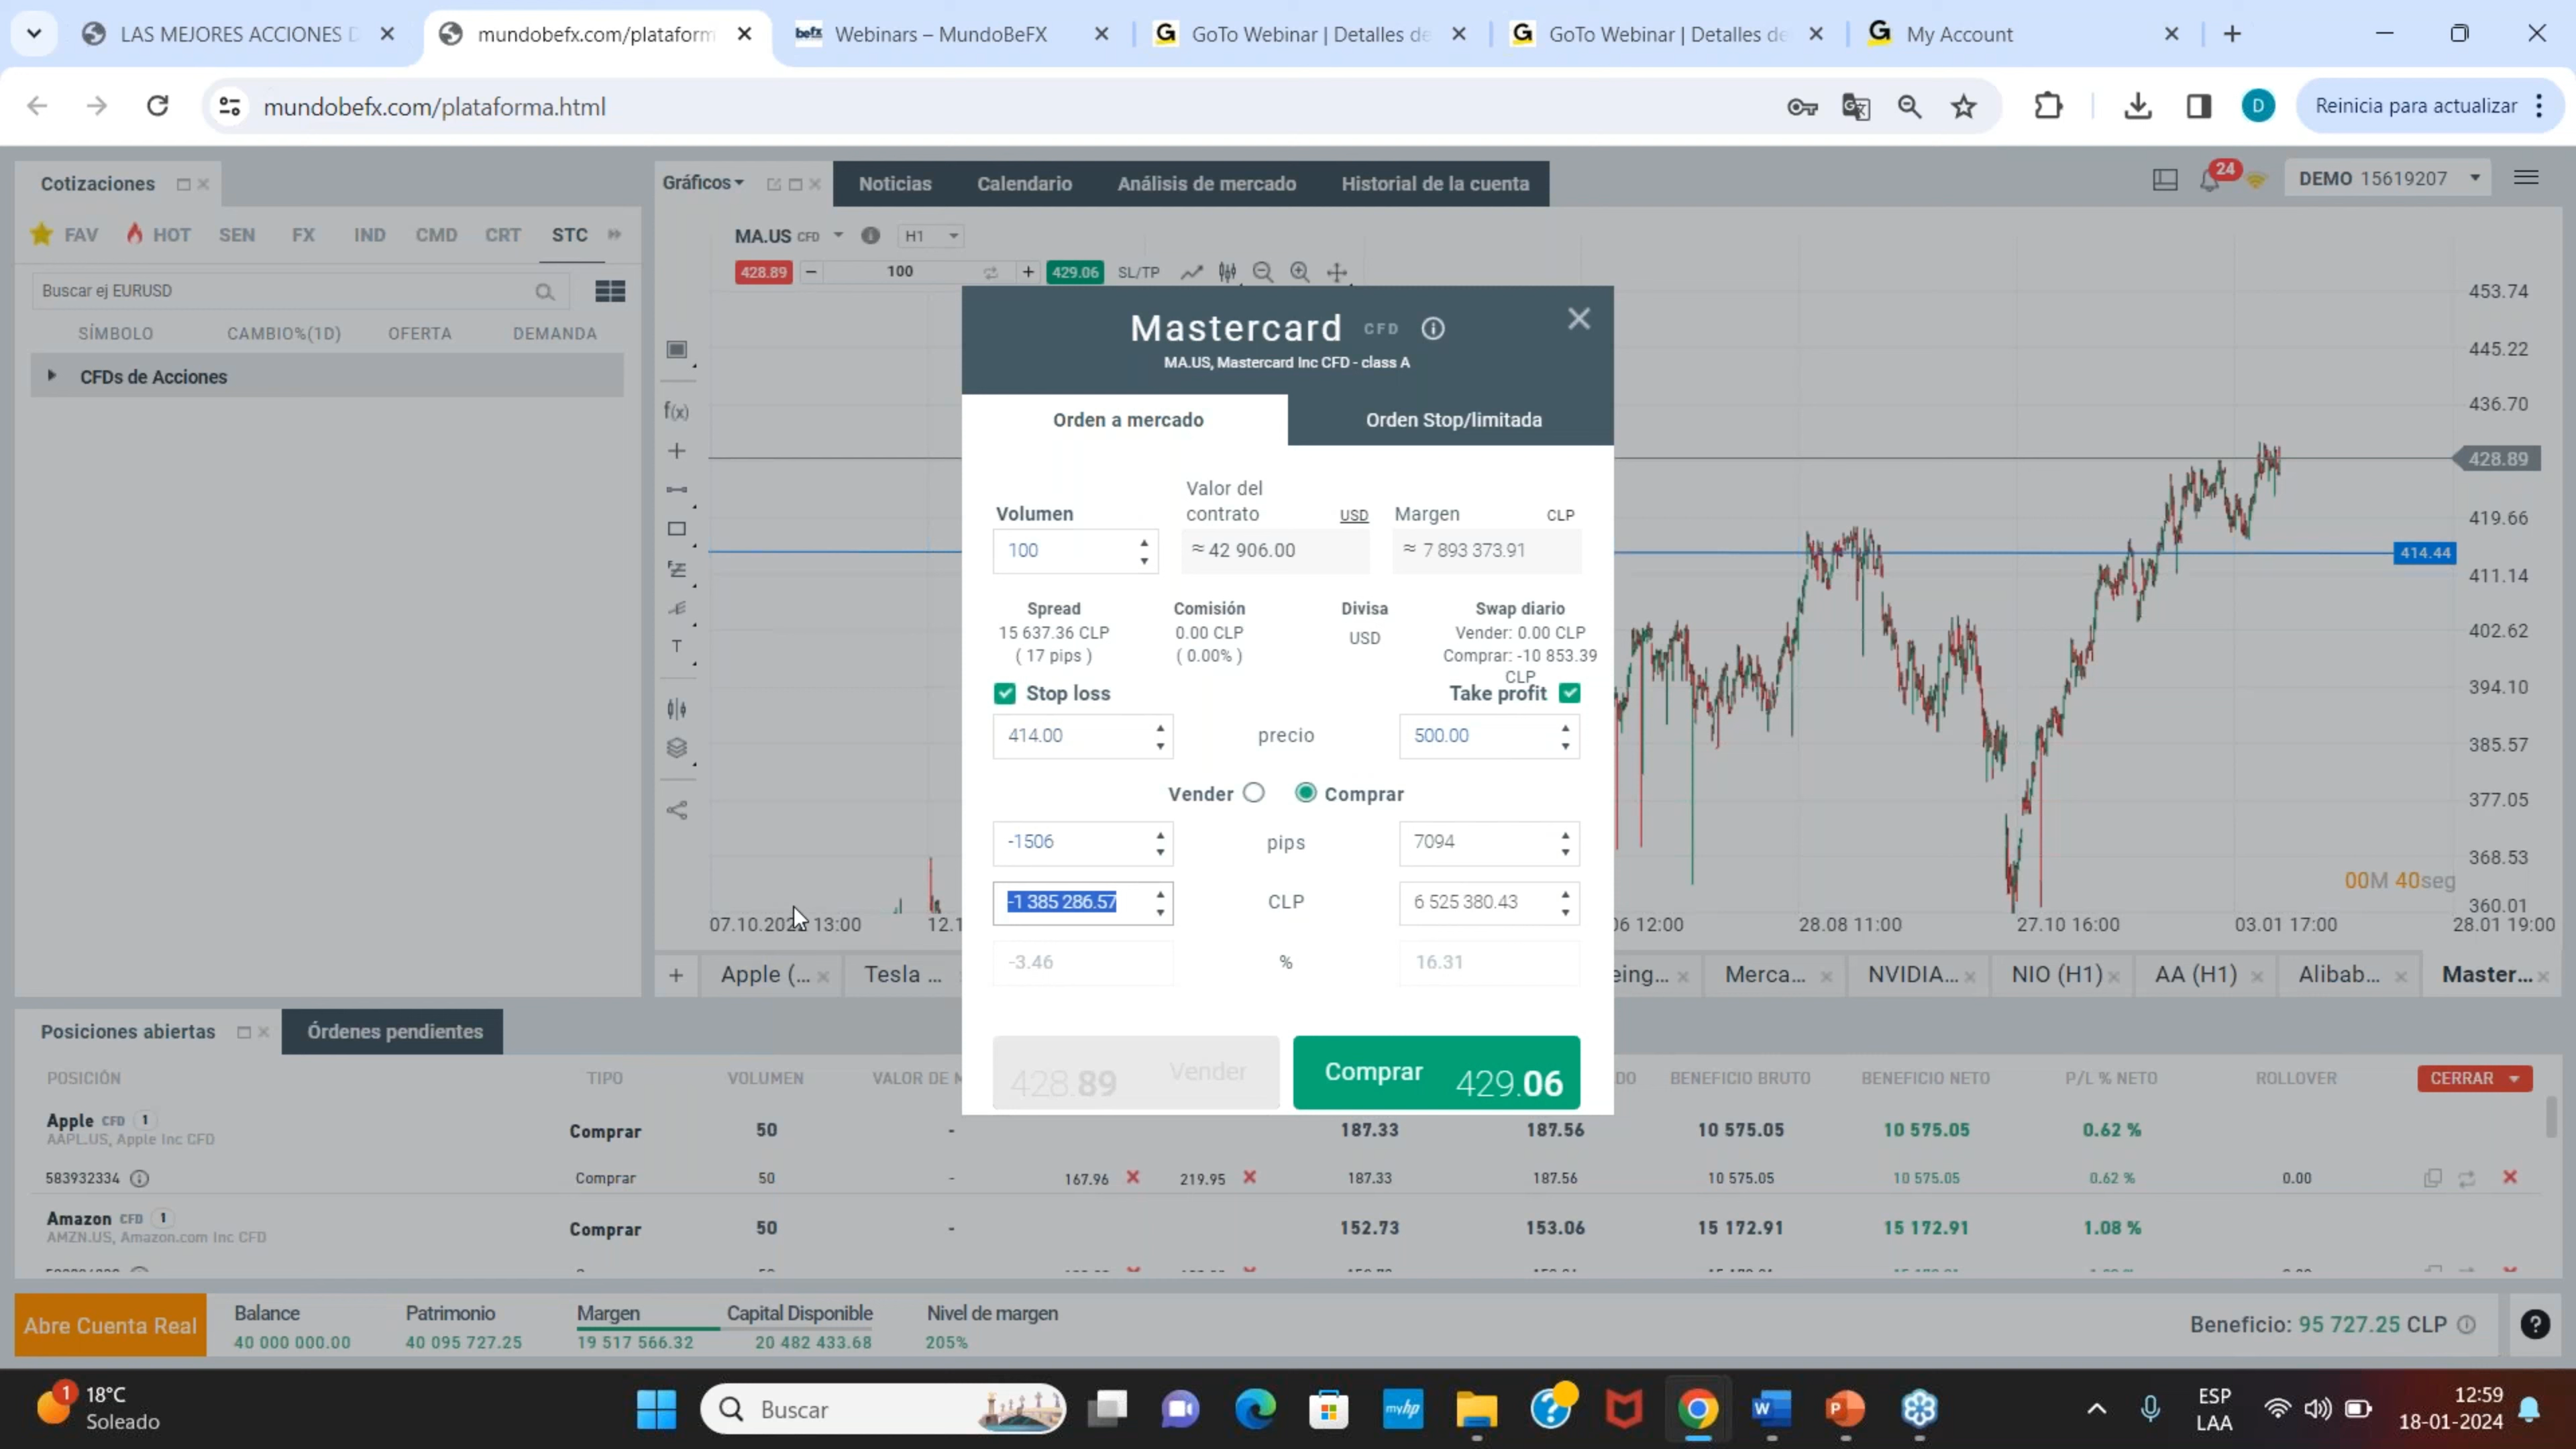 LAS MEJORES ACCIONES D
mundobefx.com/plataform
befx Webinars – MundoBeFX
GoTo Webinar | Detalles de
GoTo Webinar | Detalles de
My Account
mundobefx.com/plataforma.html
D
Reinicia para actualizar
Cotizaciones
Gráficos
Noticias
Calendario
Análisis de mercado
Historial de la cuenta
24
DEMO 15619207
FAV HOT SEN FX IND CMD CRT STC
Buscar ej EURUSD
SÍMBOLO CAMBIO%(1D) OFERTA DEMANDA
CFDs de Acciones
MA.US CFD H1
428.89 100 429.06 SL/TP
f(x)
T
Mastercard CFD
MA.US, Mastercard Inc CFD - class A
Orden a mercado
Orden Stop/limitada
Volumen
Valor del contrato USD
Margen CLP
100
≈ 42 906.00
≈ 7 893 373.91
Spread Comisión Divisa Swap diario
15 637.36 CLP 0.00 CLP USD Vender: 0.00 CLP
( 17 pips ) ( 0.00% ) Comprar: -10 853.39 CLP
Stop loss Take profit
414.00 precio 500.00
Vender Comprar
-1506 pips 7094
-1 385 286.57 CLP 6 525 380.43
-3.46 % 16.31
428.89 Vender
Comprar 429.06
453.74
445.22
436.70
428.89
419.66
414.44
411.14
402.62
394.10
385.57
377.05
368.53
360.01
00M 40seg
28.08 11:00 27.10 16:00 03.01 17:00 28.01 19:00
Apple (... Tesla ... Merca... NVIDIA... NIO (H1) AA (H1) Alibab... Master...
Posiciones abiertas
Órdenes pendientes
POSICIÓN TIPO VOLUMEN VALOR DE BENEFICIO BRUTO BENEFICIO NETO P/L % NETO ROLLOVER CERRAR
Apple CFD 1 Comprar 50 - 187.33 187.56 10 575.05 10 575.05 0.62 %
AAPL.US, Apple Inc CFD
583932334 Comprar 50 - 167.96 219.95 187.33 187.56 10 575.05 10 575.05 0.62 % 0.00
Amazon CFD 1 Comprar 50 - 152.73 153.06 15 172.91 15 172.91 1.08 %
AMZN.US, Amazon.com Inc CFD
Abre Cuenta Real
Balance Patrimonio Margen Capital Disponible Nivel de margen
40 000 000.00 40 095 727.25 19 517 566.32 20 482 433.68 205%
Beneficio: 95 727.25 CLP
1 18°C
Soleado
Buscar
myhp
W
P
ESP
LAA
12:59
18-01-2024